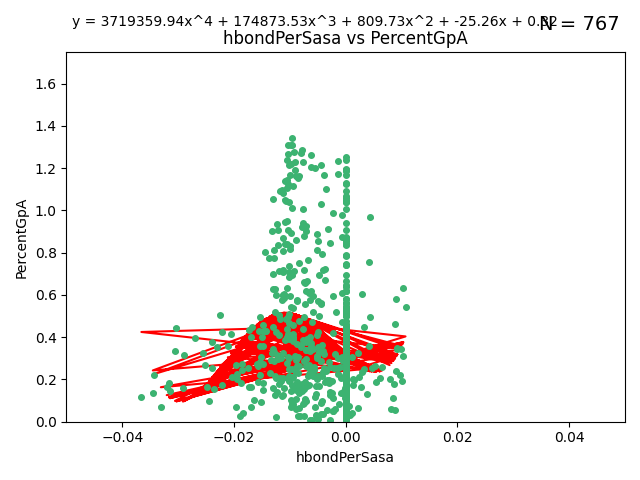 y = 3719359.94x^4 + 174873.53x^3 + 809.73x^2 + -25.26x +
N = 767
hbondPerSasa vs PercentGpA
1.6
1.4
1.2
1.0
0.8
0.6
0.4
0.2
0.0
PercentGpA
−0.04
−0.02
0.00
0.02
0.04
hbondPerSasa